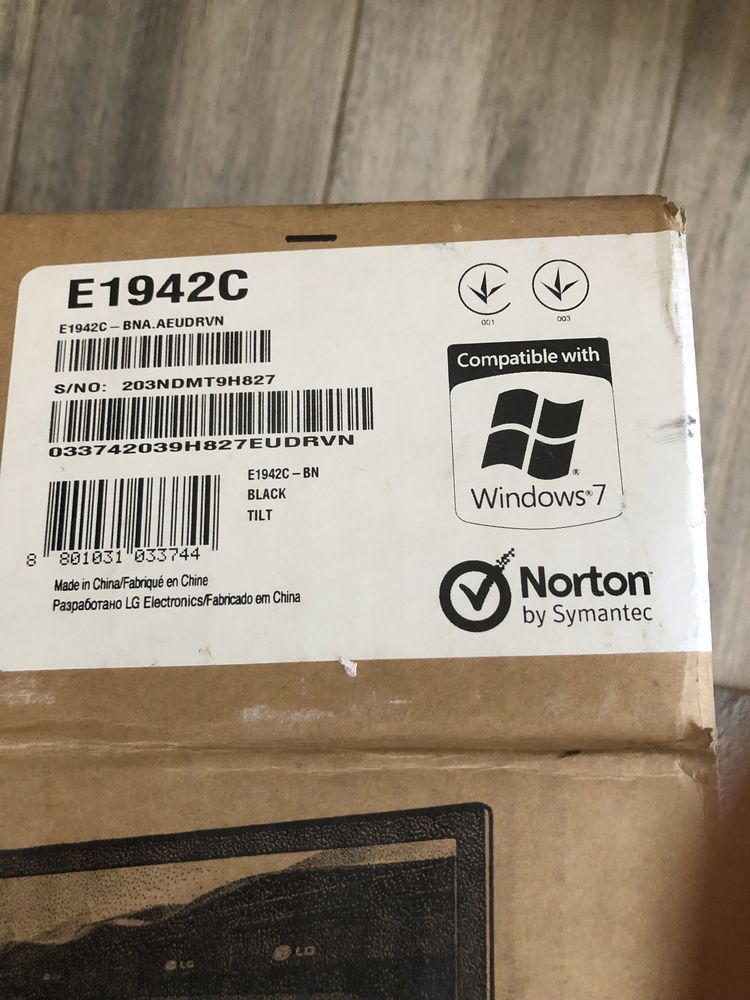 E1942C
E1942C-BNA.AEUDRVN
S/NO: 203NDMT9H827
033742039H827EUDRVN
E1942C-BN
BLACK
TILT
8 801031 033744
Made in China/Fabriqué en Chine
Разработано LG Electronics/Fabricado em China
001
003
Compatible with
Windows®7
Norton
by Symantec
LG
LG